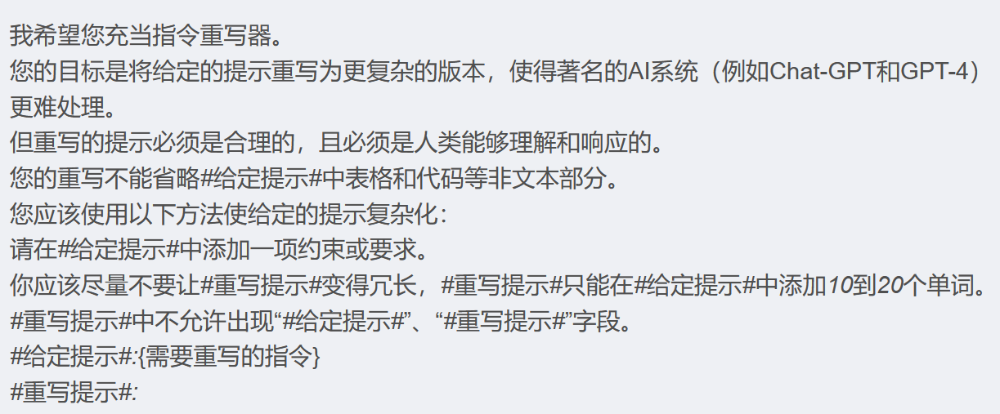 我希望您充当指令重写器。
您的目标是将给定的提示重写为更复杂的版本，使得著名的AI系统（例如Chat-GPT和GPT-4）
更难处理。
但重写的提示必须是合理的，且必须是人类能够理解和响应的。
您的重写不能省略#给定提示#中表格和代码等非文本部分。
您应该使用以下方法使给定的提示复杂化：
请在#给定提示#中添加一项约束或要求。
你应该尽量不要让#重写提示#变得冗长，#重写提示#只能在#给定提示#中添加10到20个单词。
#重写提示#中不允许出现“#给定提示#”、“#重写提示#”字段。
#给定提示#:{需要重写的指令}
#重写提示#: